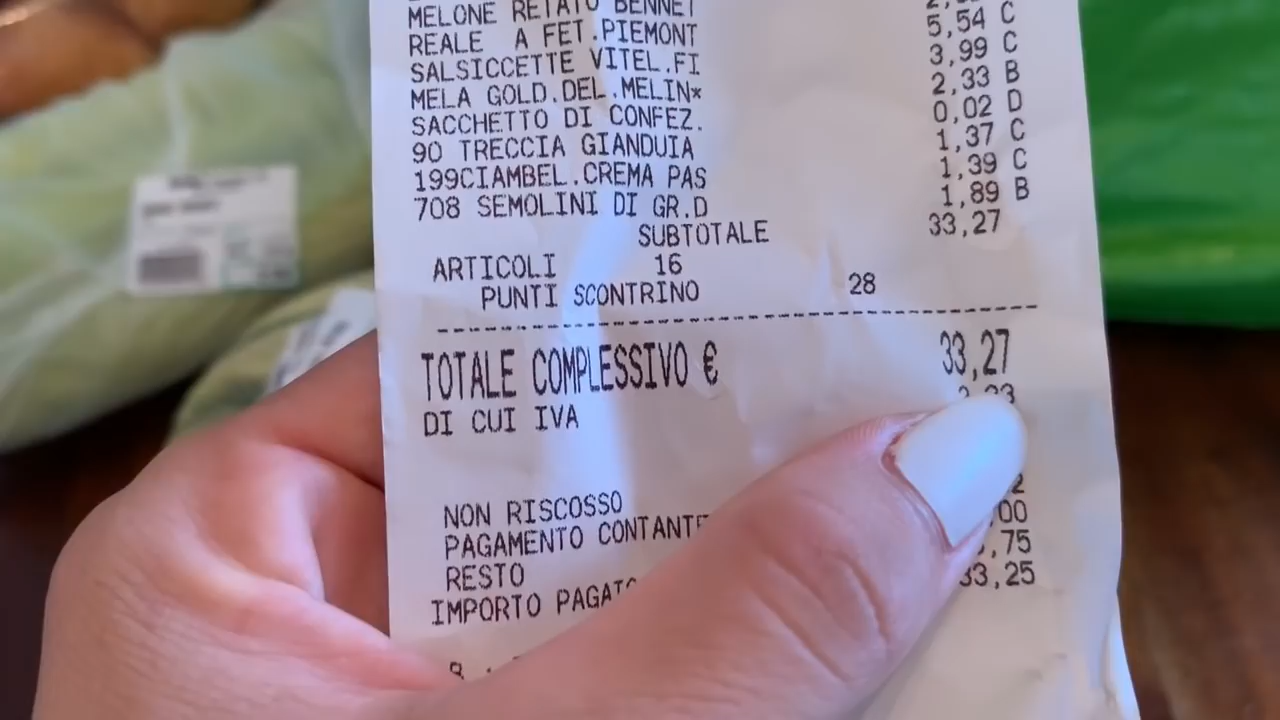 MELONE RETATO BENNET
REALE A FET.PIEMONT 5,54 C
SALSICCETTE VITEL.FI 3,99 C
MELA GOLD.DEL.MELIN* 2,33 B
SACCHETTO DI CONFEZ. 0,02 D
90 TRECCIA GIANDUIA 1,37 C
199CIAMBEL.CREMA PAS 1,39 C
708 SEMOLINI DI GR.D 1,89 B
SUBTOTALE 33,27
ARTICOLI 16
PUNTI SCONTRINO 28
TOTALE COMPLESSIVO € 33,27
DI CUI IVA
NON RISCOSSO
PAGAMENTO CONTANTE ,00
RESTO ,75
IMPORTO PAGATO 33,25